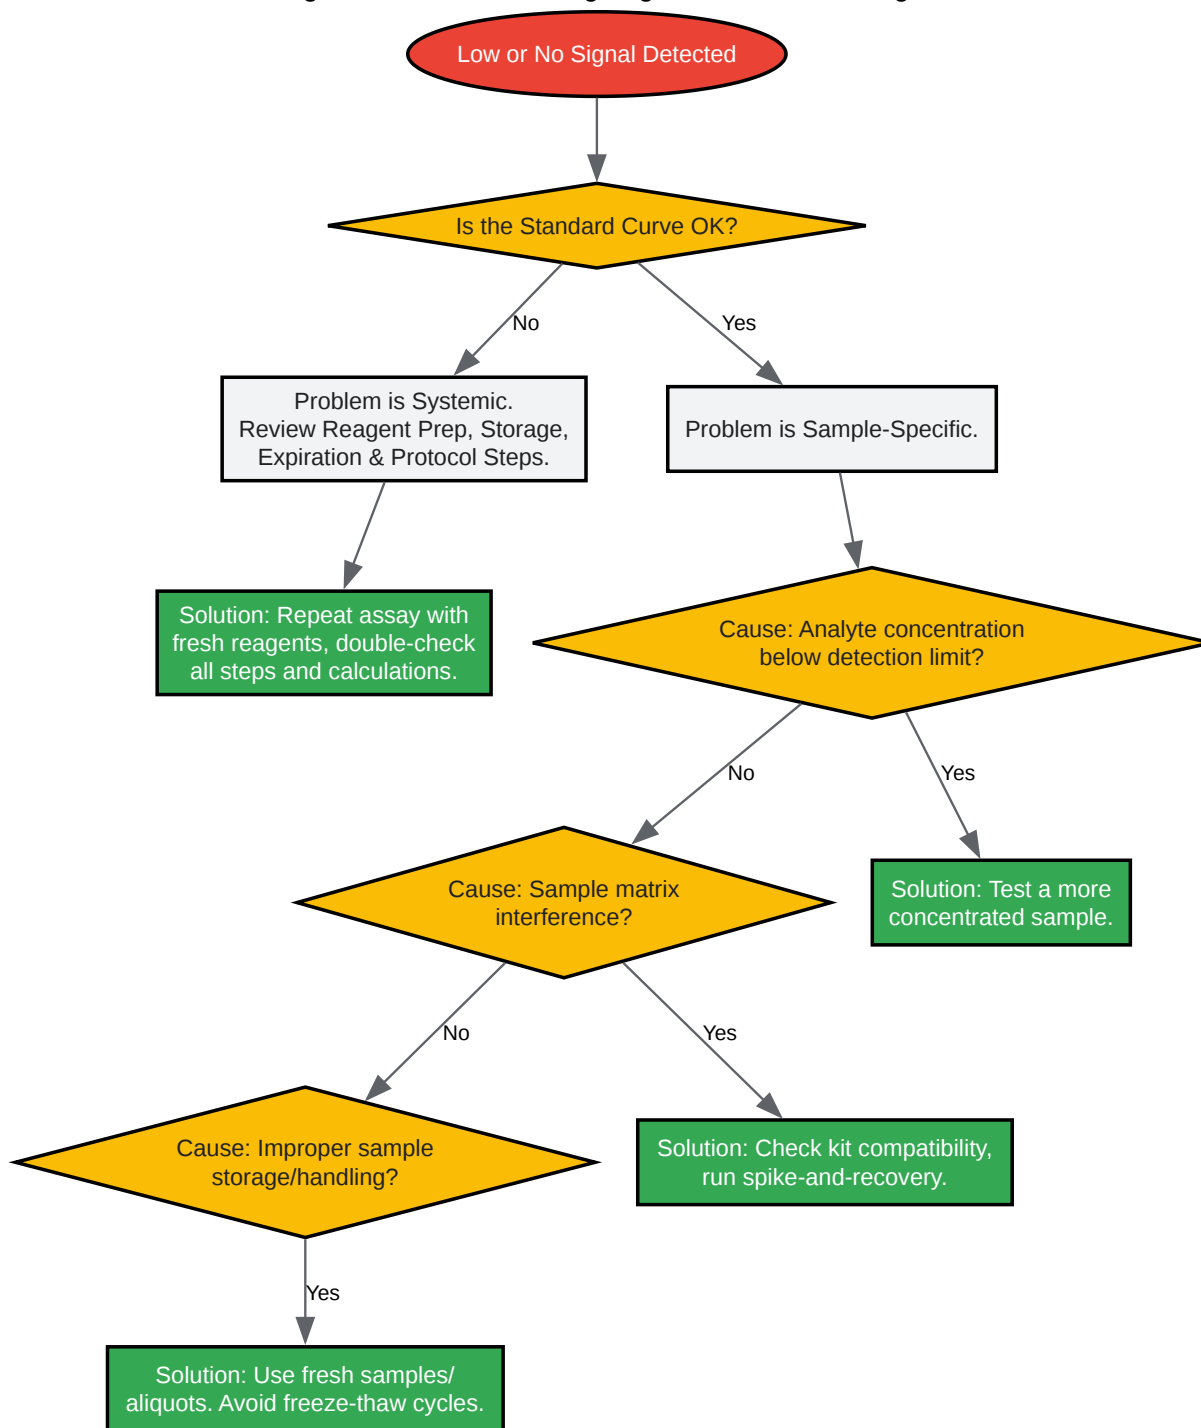 Low or No Signal Detected
Is the Standard Curve OK?
No
Yes
Problem is Systemic.
Review Reagent Prep, Storage,
Expiration & Protocol Steps.
Problem is Sample-Specific.
Solution: Repeat assay with
fresh reagents, double-check
all steps and calculations.
Cause: Analyte concentration
below detection limit?
No
Yes
Cause: Sample matrix
interference?
Solution: Test a more
concentrated sample.
No
Yes
Cause: Improper sample
storage/handling?
Solution: Check kit compatibility,
run spike-and-recovery.
Yes
Solution: Use fresh samples/
aliquots. Avoid freeze-thaw cycles.